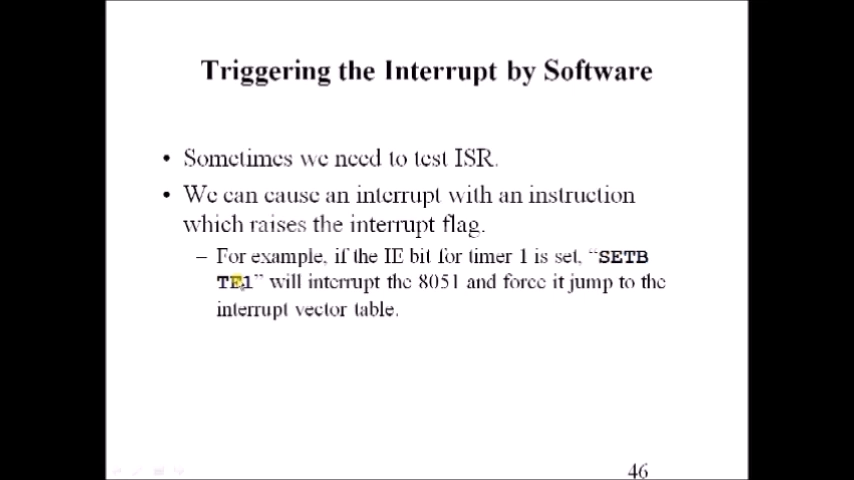 Triggering the Interrupt by Software
• Sometimes we need to test ISR.
• We can cause an interrupt with an instruction
which raises the interrupt flag.
– For example, if the IE bit for timer 1 is set, “SETB
TF1” will interrupt the 8051 and force it jump to the
interrupt vector table.
46